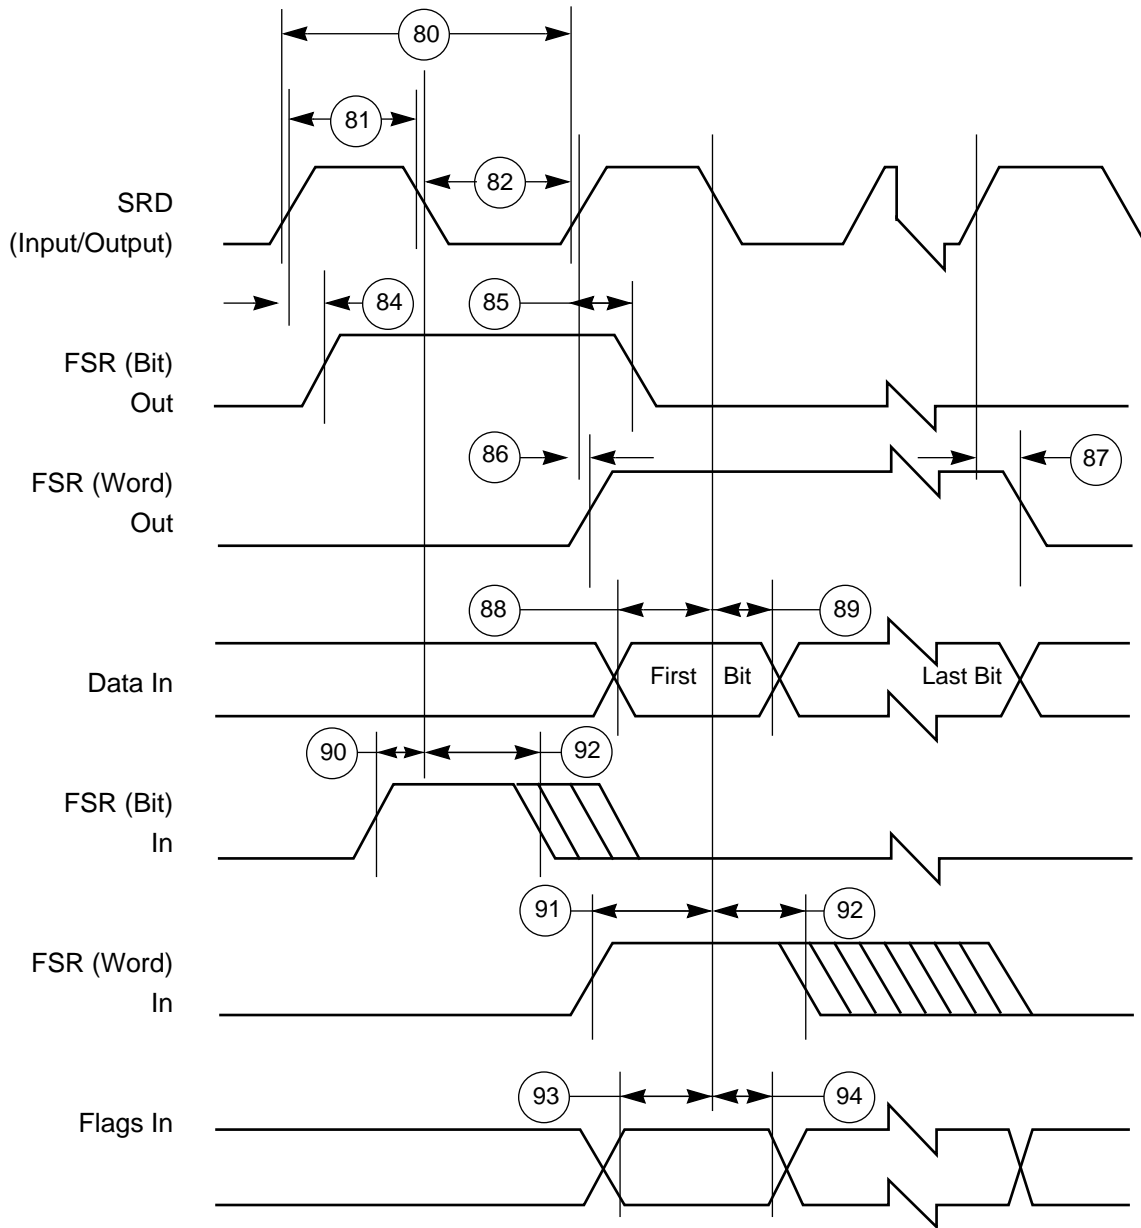 80
81
82
SRD
(Input/Output)
84
85
FSR (Bit)
Out
86
87
FSR (Word)
Out
88
89
Data In
First
Bit
Last Bit
90
92
FSR (Bit)
In
91
92
FSR (Word)
In
93
94
Flags In